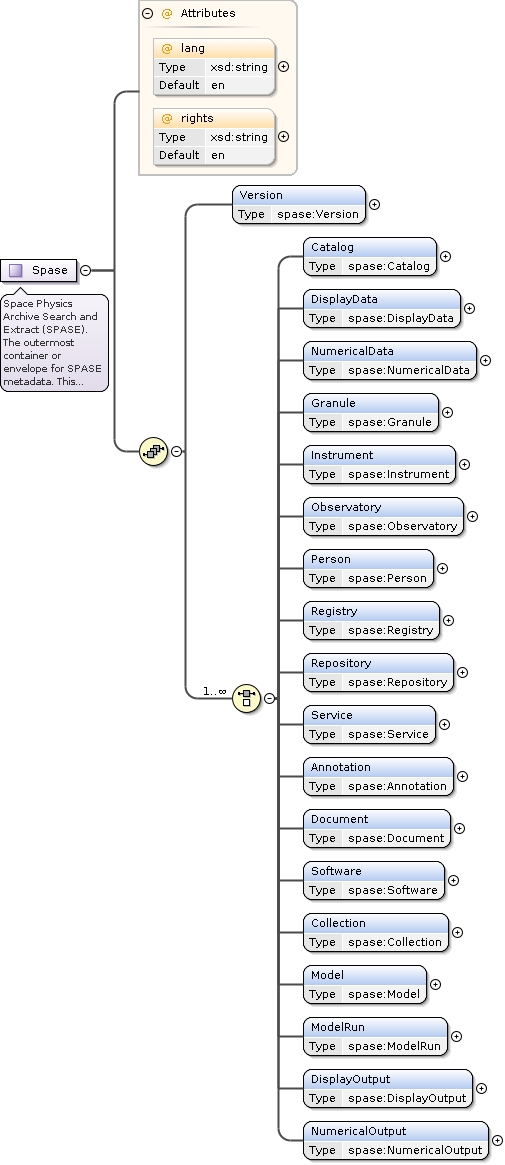 Attributes
@ lang
Type xsd:string
Default en
@ rights
Type xsd:string
Default en
Version
Type spase:Version
Spase
Space Physics
Archive Search and
Extract (SPASE).
The outermost
container or
envelope for SPASE
metadata. This...
1..∞
Catalog
Type spase:Catalog
DisplayData
Type spase:DisplayData
NumericalData
Type spase:NumericalData
Granule
Type spase:Granule
Instrument
Type spase:Instrument
Observatory
Type spase:Observatory
Person
Type spase:Person
Registry
Type spase:Registry
Repository
Type spase:Repository
Service
Type spase:Service
Annotation
Type spase:Annotation
Document
Type spase:Document
Software
Type spase:Software
Collection
Type spase:Collection
Model
Type spase:Model
ModelRun
Type spase:ModelRun
DisplayOutput
Type spase:DisplayOutput
NumericalOutput
Type spase:NumericalOutput